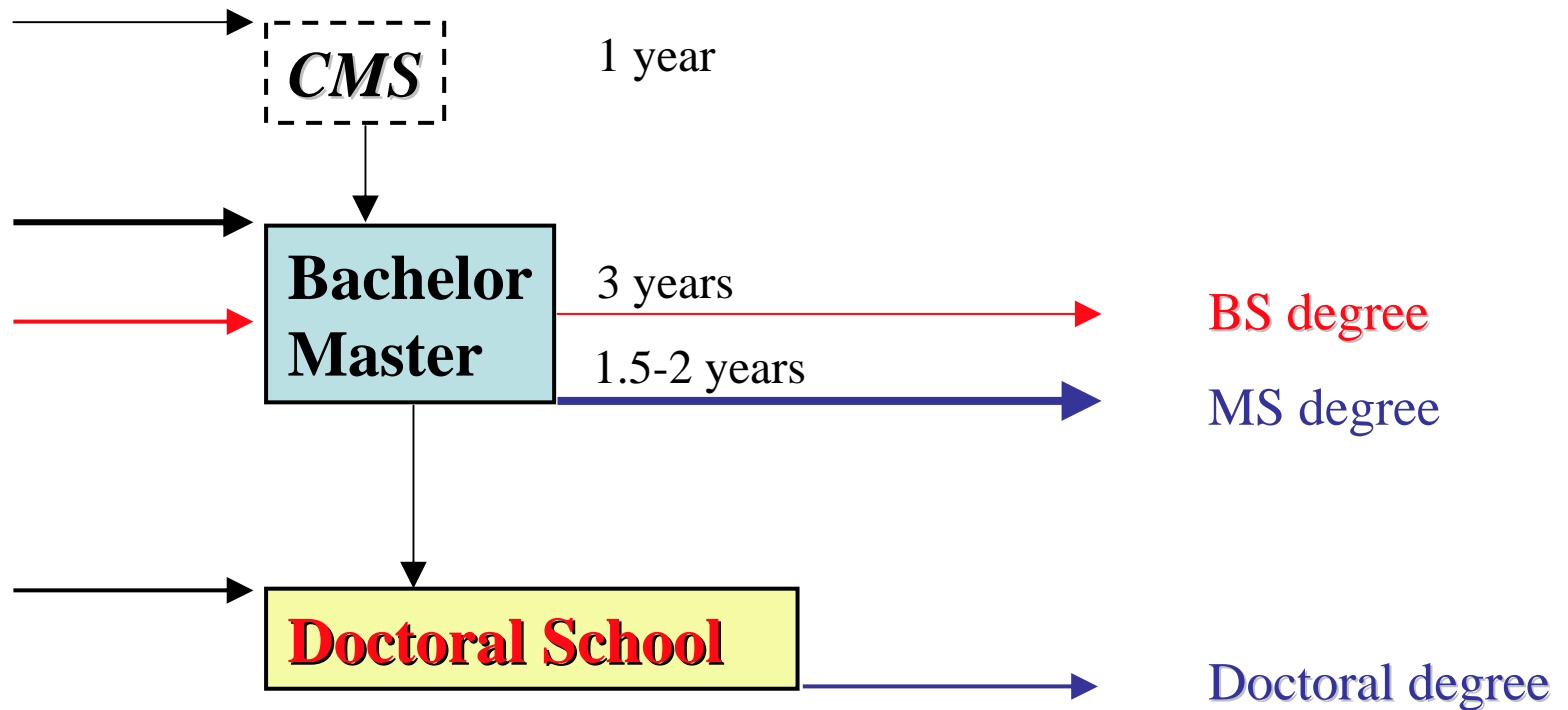 CMS
1 year
Bachelor
Master
3 years
1.5-2 years
BS degree
MS degree
Doctoral School
Doctoral degree